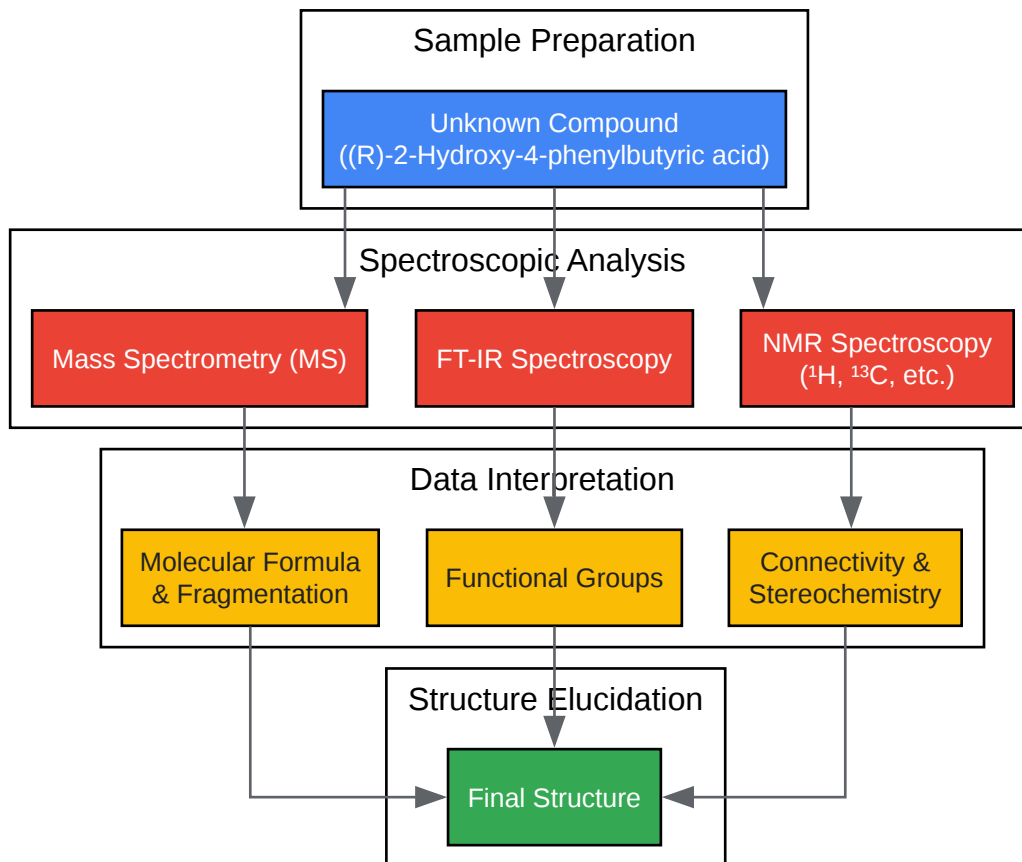 Sample Preparation
Unknown Compound
((R)-2-Hydroxy-4-phenylbutyric acid)
Spectroscopic Analysis
Mass Spectrometry (MS)
FT-IR Spectroscopy
NMR Spectroscopy
(¹H, ¹³C, etc.)
Data Interpretation
Molecular Formula
& Fragmentation
Functional Groups
Connectivity &
Stereochemistry
Structure Elucidation
Final Structure